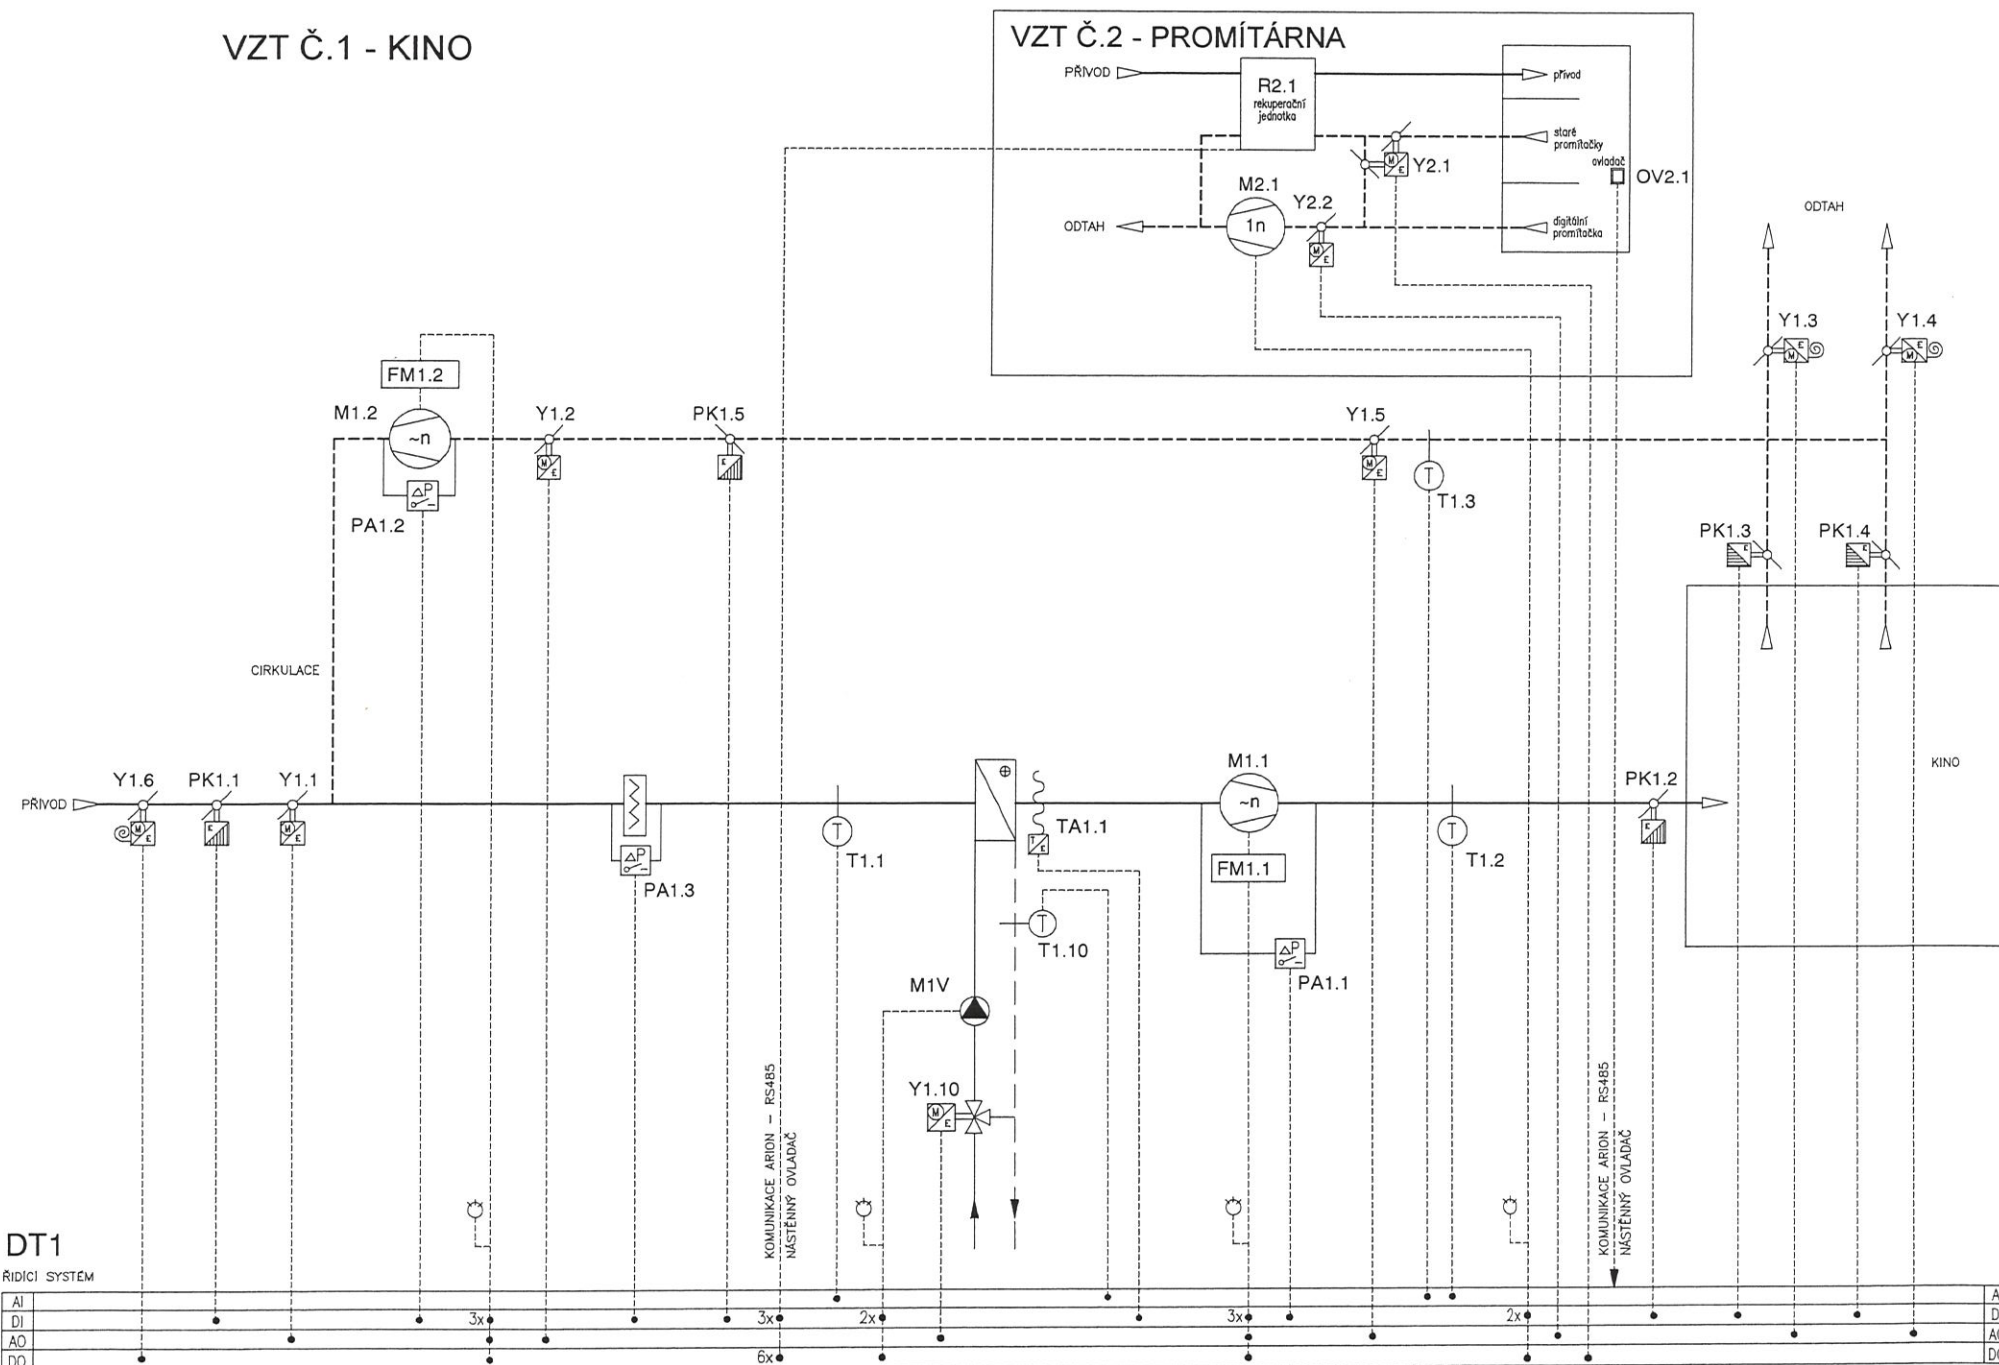 VZT Č.1 - KINO
VZT Č.2 - PROMÍTÁRNA
PŘÍVOD
R2.1
rekuperační
jednotka
přívod
staré
promítačky
ovladač
OV2.1
Y2.1
M2.1
1n
Y2.2
ODTAH
digitální
promítačka
ODTAH
Y1.3
Y1.4
FM1.2
M1.2
~n
Y1.2
PK1.5
Y1.5
ΔP
PA1.2
T
T1.3
PK1.3
PK1.4
CIRKULACE
KINO
PŘÍVOD
Y1.6
PK1.1
Y1.1
ΔP
PA1.3
T
T1.1
TA1.1
M1.1
~n
FM1.1
T
T1.2
PK1.2
T
T1.10
ΔP
PA1.1
M1V
Y1.10
KOMUNIKACE ARION – RS485
NÁSTĚNNÝ OVLADAČ
KOMUNIKACE ARION – RS485
NÁSTĚNNÝ OVLADAČ
DT1
ŘIDÍCÍ SYSTÉM
AI
DI 3x 3x 2x 3x 2x
AO
DO 6x